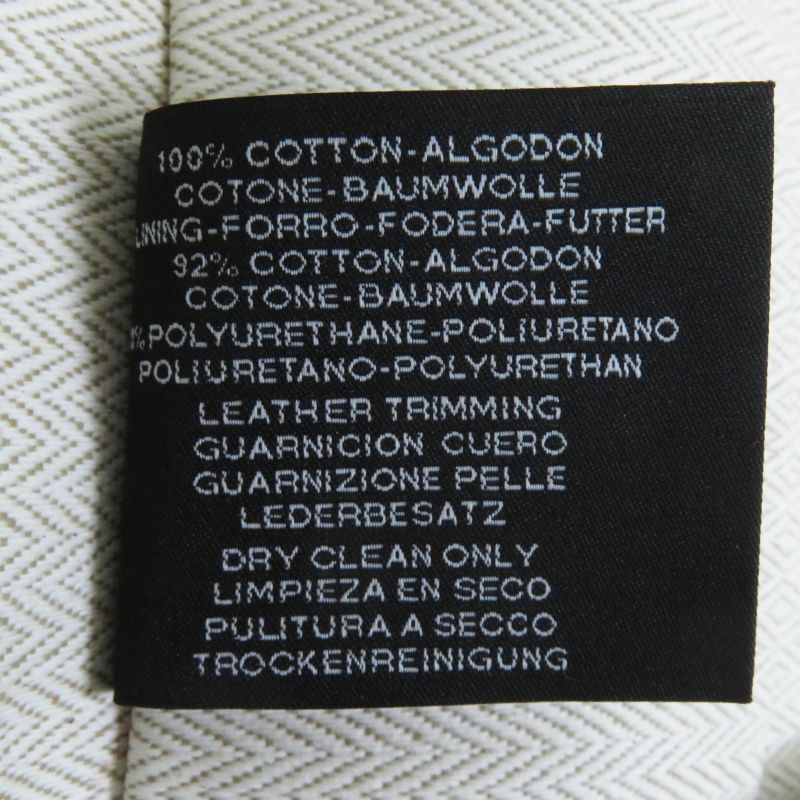 100% COTTON-ALGODON
COTONE-BAUMWOLLE
LINING-FORRO-FODERA-FUTTER
92% COTTON-ALGODON
COTONE-BAUMWOLLE
POLYURETHANE-POLIURETANO
POLIURETANO-POLYURETHAN
LEATHER TRIMMING
GUARNICION CUERO
GUARNIZIONE PELLE
LEDERBESATZ
DRY CLEAN ONLY
LIMPIEZA EN SECO
PULITURA A SECCO
TROCKENREINIGUNG